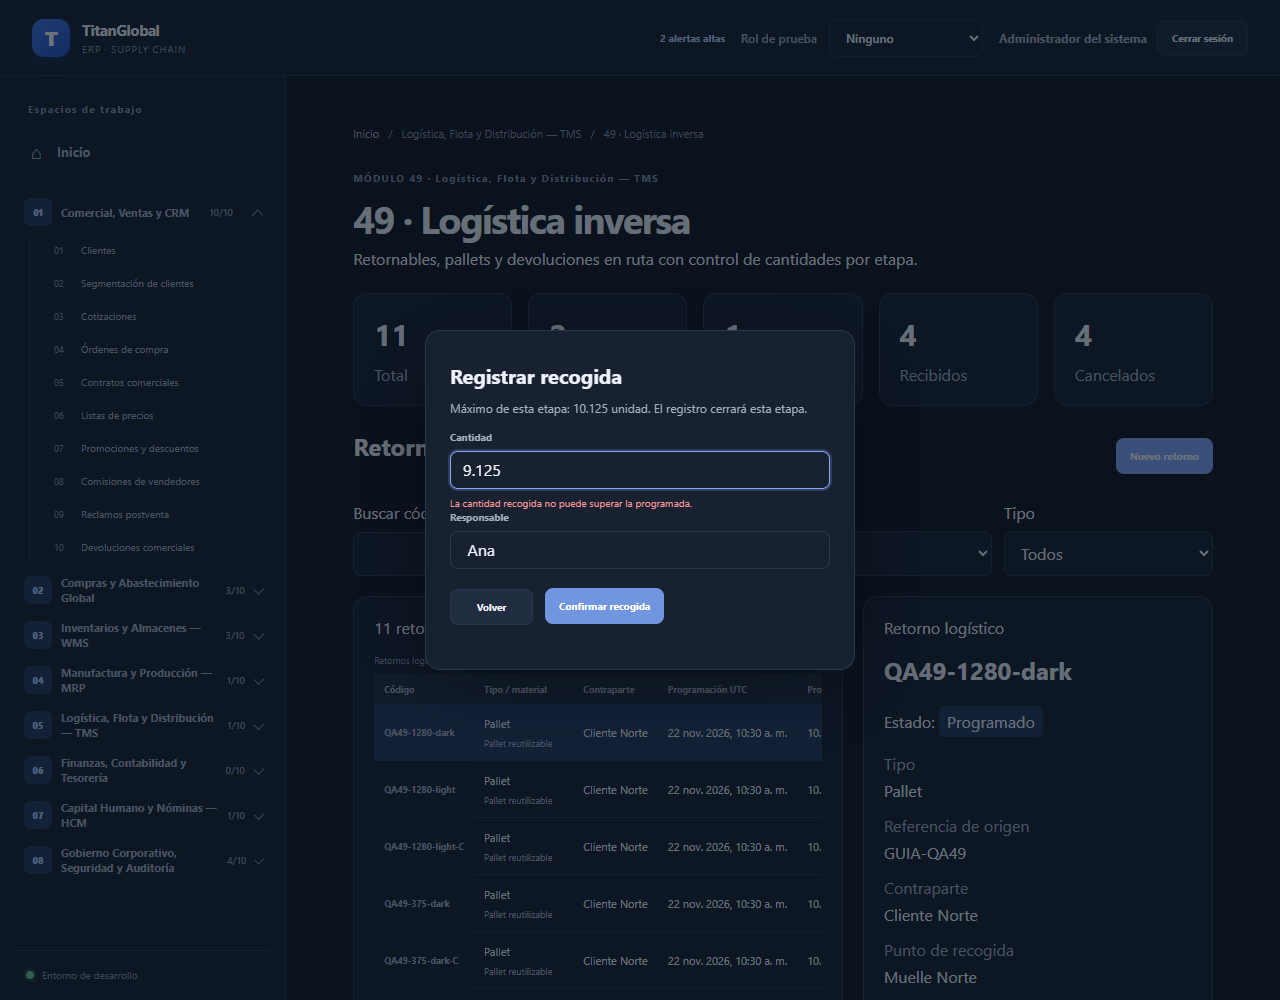 T
TitanGlobal
ERP · SUPPLY CHAIN
2 alertas altas
Rol de prueba
Ninguno
Administrador del sistema
Cerrar sesión
Espacios de trabajo
Inicio
01 Comercial, Ventas y CRM 10/10
01 Clientes
02 Segmentación de clientes
03 Cotizaciones
04 Órdenes de compra
05 Contratos comerciales
06 Listas de precios
07 Promociones y descuentos
08 Comisiones de vendedores
09 Reclamos postventa
10 Devoluciones comerciales
02 Compras y Abastecimiento
Global
3/10
03 Inventarios y Almacenes —
WMS
3/10
04 Manufactura y Producción —
MRP
1/10
05 Logística, Flota y Distribución
— TMS
1/10
06 Finanzas, Contabilidad y
Tesorería
0/10
07 Capital Humano y Nóminas —
HCM
1/10
08 Gobierno Corporativo,
Seguridad y Auditoría
4/10
Entorno de desarrollo
Inicio / Logística, Flota y Distribución — TMS / 49 · Logística inversa
MÓDULO 49 · Logística, Flota y Distribución — TMS
49 · Logística inversa
Retornables, pallets y devoluciones en ruta con control de cantidades por etapa.
11
Total
4
Recibidos
4
Cancelados
Nuevo retorno
Tipo
Todos
Registrar recogida
Máximo de esta etapa: 10.125 unidad. El registro cerrará esta etapa.
Cantidad
9.125
La cantidad recogida no puede superar la programada.
Responsable
Ana
Volver
Confirmar recogida
Código Tipo / material Contraparte Programación UTC
QA49-1280-dark Pallet
Pallet reutilizable
Cliente Norte 22 nov. 2026, 10:30 a. m. 10.
QA49-1280-light Pallet
Pallet reutilizable
Cliente Norte 22 nov. 2026, 10:30 a. m. 10.
QA49-1280-light-C Pallet
Pallet reutilizable
Cliente Norte 22 nov. 2026, 10:30 a. m. 10.
QA49-375-dark Pallet
Pallet reutilizable
Cliente Norte 22 nov. 2026, 10:30 a. m. 10.
QA49-375-dark-C Pallet
Pallet reutilizable
Cliente Norte 22 nov. 2026, 10:30 a. m. 10.
Retorno logístico
QA49-1280-dark
Estado: Programado
Tipo
Pallet
Referencia de origen
GUIA-QA49
Contraparte
Cliente Norte
Punto de recogida
Muelle Norte